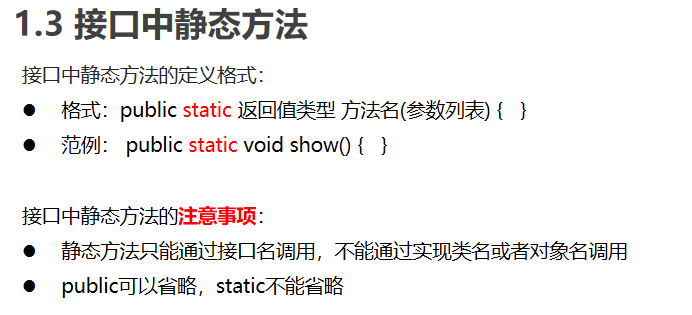 1.3 接口中静态方法
接口中静态方法的定义格式：
● 格式：public static 返回值类型 方法名(参数列表) {   }
● 范例： public static void show() {   }
接口中静态方法的注意事项：
● 静态方法只能通过接口名调用，不能通过实现类名或者对象名调用
● public可以省略，static不能省略